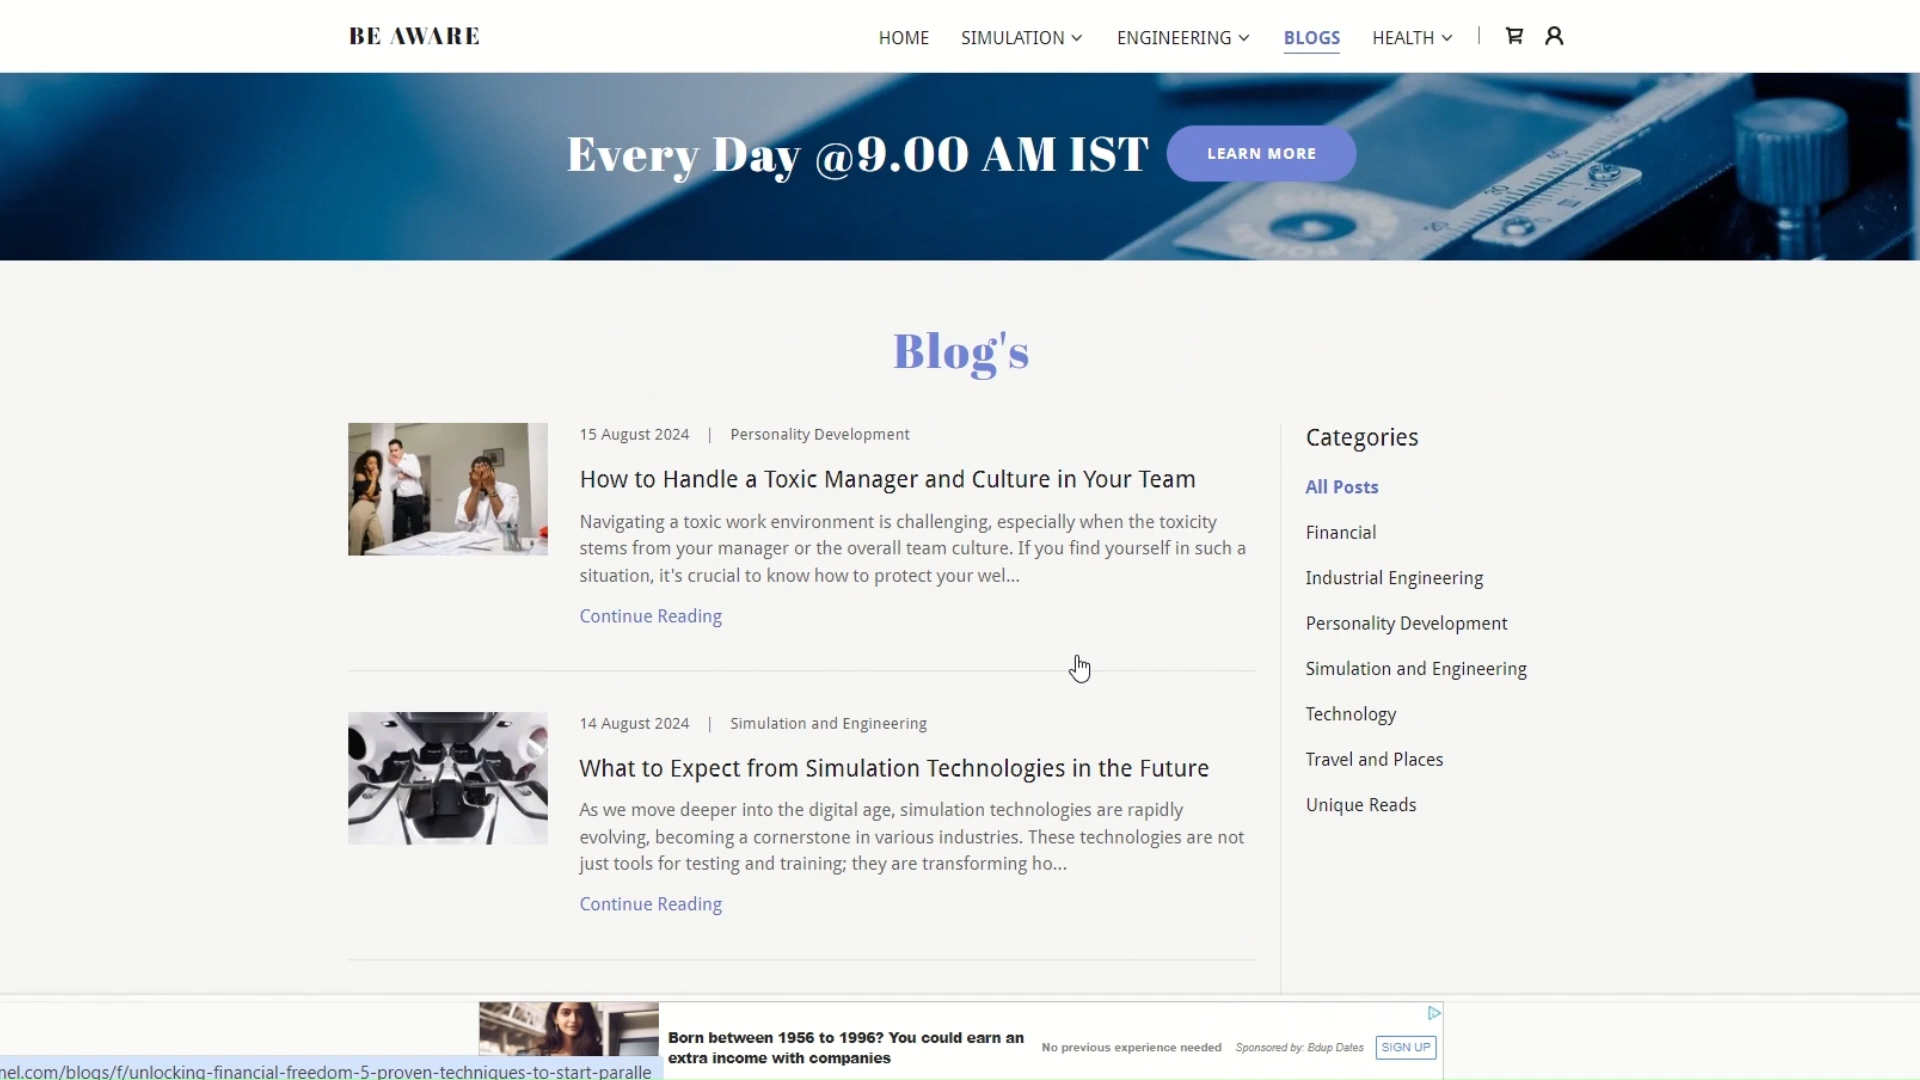 BE AWARE
HOME SIMULATION ENGINEERING BLOGS HEALTH
Every Day @9.00 AM IST LEARN MORE
Blog's
15 August 2024 | Personality Development
How to Handle a Toxic Manager and Culture in Your Team
Navigating a toxic work environment is challenging, especially when the toxicity
stems from your manager or the overall team culture. If you find yourself in such a
situation, it's crucial to know how to protect your wel...
Continue Reading
14 August 2024 | Simulation and Engineering
What to Expect from Simulation Technologies in the Future
As we move deeper into the digital age, simulation technologies are rapidly
evolving, becoming a cornerstone in various industries. These technologies are not
just tools for testing and training; they are transforming ho...
Continue Reading
Categories
All Posts
Financial
Industrial Engineering
Personality Development
Simulation and Engineering
Technology
Travel and Places
Unique Reads
Born between 1956 to 1996? You could earn an
extra income with companies
No previous experience needed
Sponsored by: Bdup Dates
SIGN UP
nel.com/blogs/f/unlocking-financial-freedom-5-proven-techniques-to-start-paralle